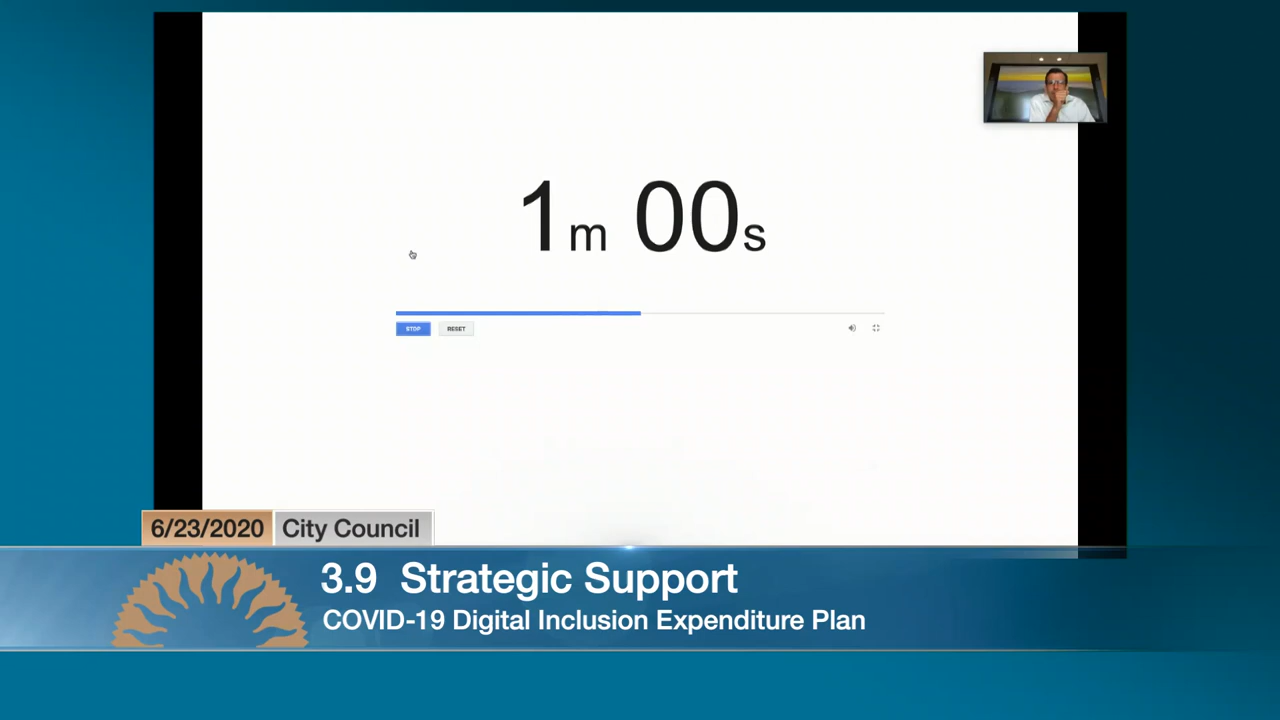 1m 00s
STOP
RESET
6/23/2020 City Council
3.9 Strategic Support
COVID-19 Digital Inclusion Expenditure Plan